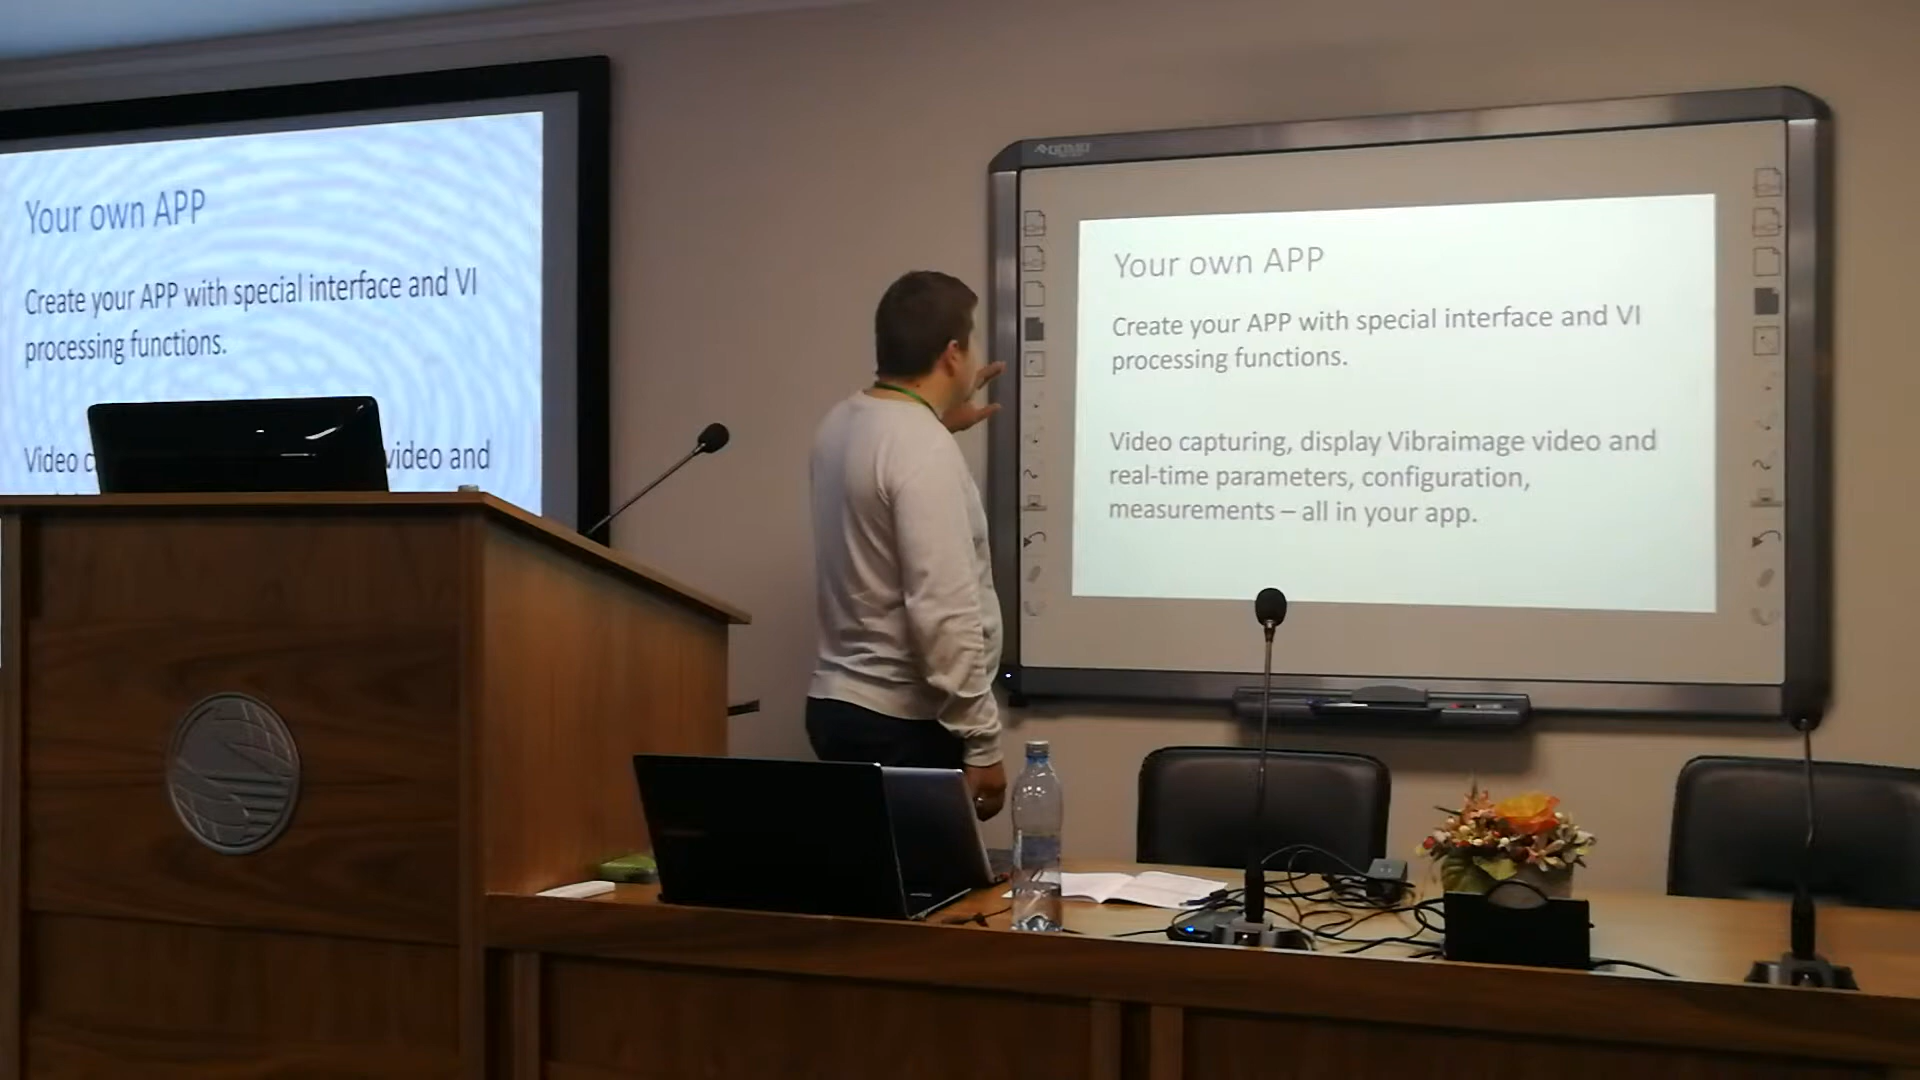 Your own APP
Create your APP with special interface and VI
processing functions.
Video
video and
QOMO
Your own APP
Create your APP with special interface and VI
processing functions.
Video capturing, display Vibraimage video and
real-time parameters, configuration,
measurements – all in your app.